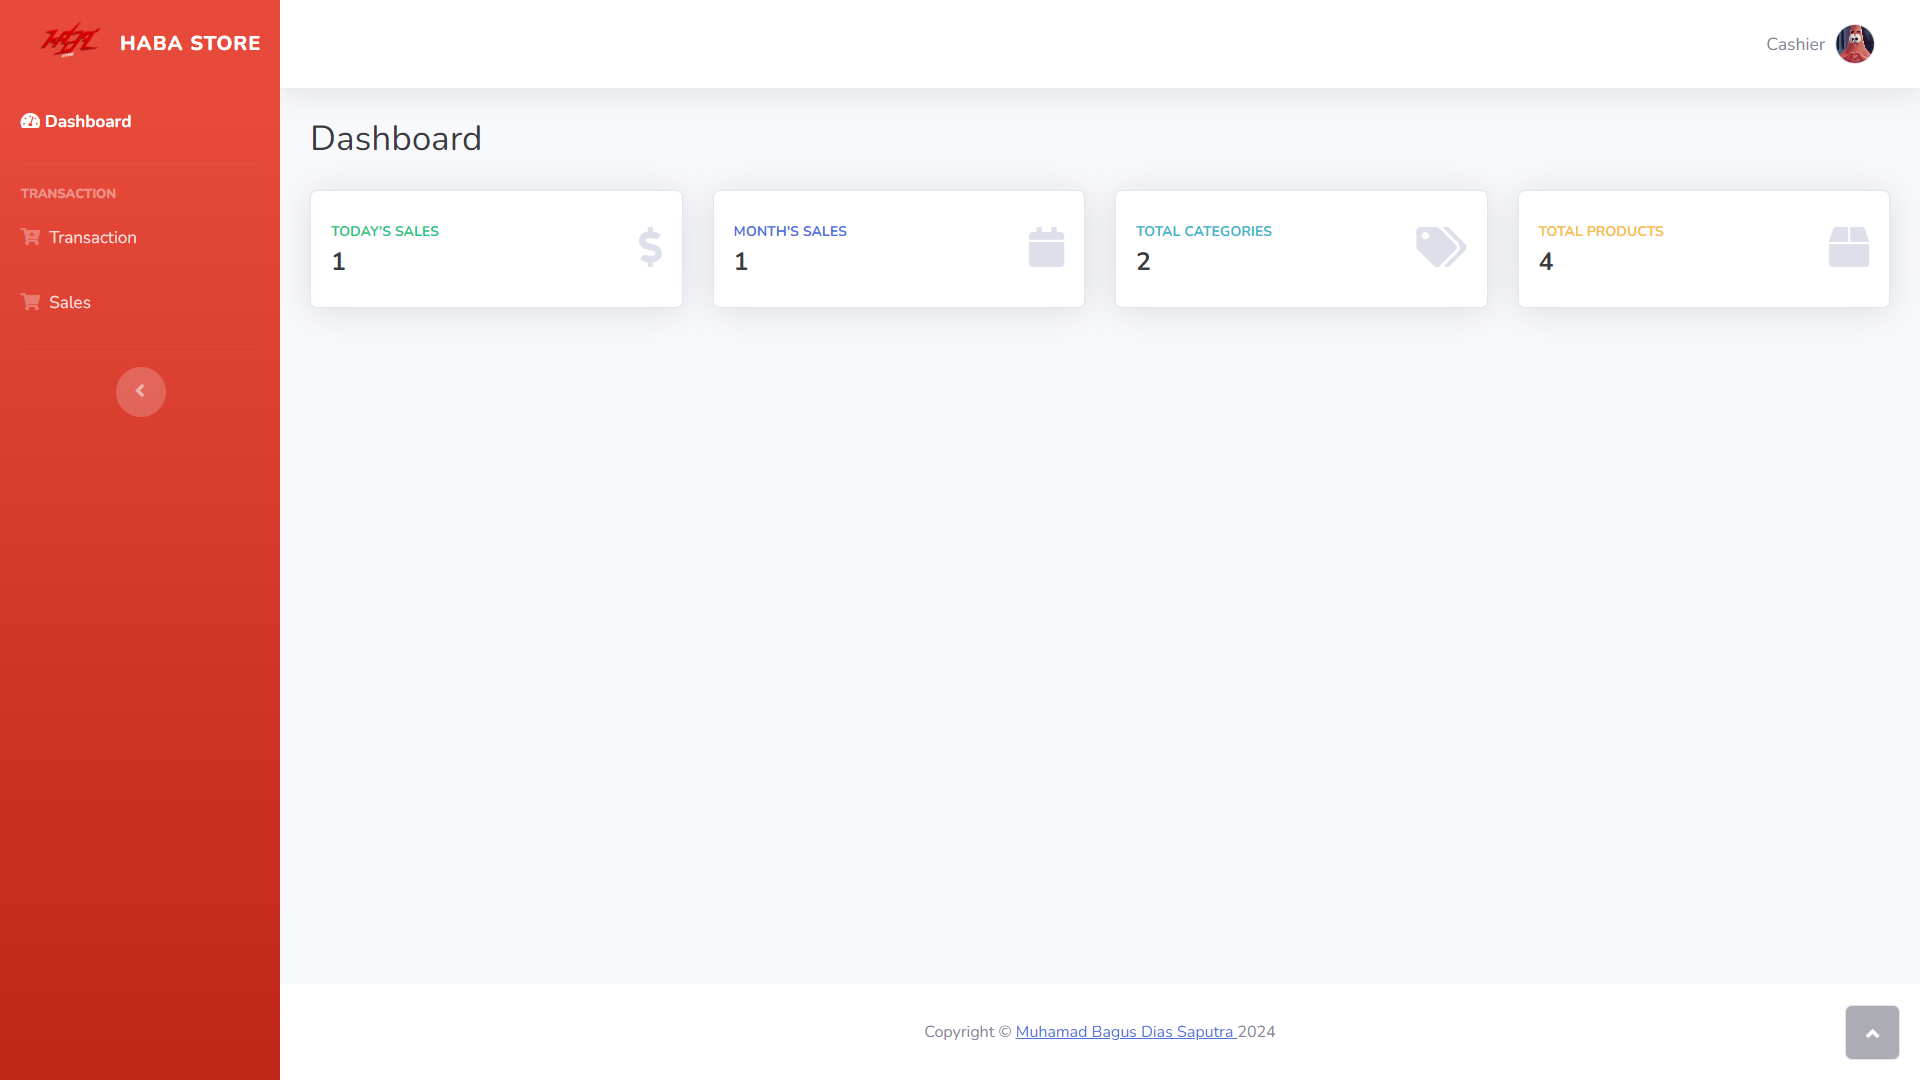 HABA STORE
Cashier
Dashboard
TRANSACTION
Transaction
Sales
Dashboard
TODAY'S SALES
1
MONTH'S SALES
1
TOTAL CATEGORIES
2
TOTAL PRODUCTS
4
Copyright © Muhamad Bagus Dias Saputra 2024